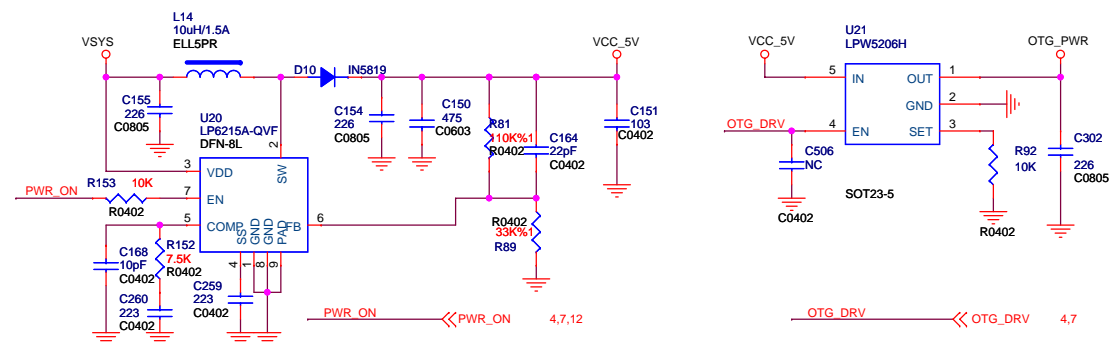 L14
10uH/1.5A
ELL5PR
VSYS
D10
IN5819
VCC_5V
C155
226
C0805
U20
LP6215A-QVF
DFN-8L
C154
226
C0805
C150
475
C0603
R81
110K%1
R0402
C164
22pF
C0402
C151
103
C0402
2
SW
3
VDD
R153
10K
PWR_ON
R0402
7
EN
5
COMP
FB
6
SS
GND
GND
PAD
4
1
8
9
C168
10pF
C0402
R152
7.5K
R0402
C260
223
C0402
C259
223
C0402
R0402
33K%1
R89
PWR_ON
PWR_ON
4,7,12
U21
LPW5206H
VCC_5V
OTG_PWR
5
IN
OUT
1
GND
2
OTG_DRV
4
EN
SET
3
C506
NC
C0402
SOT23-5
R92
10K
R0402
C302
226
C0805
OTG_DRV
OTG_DRV
4,7